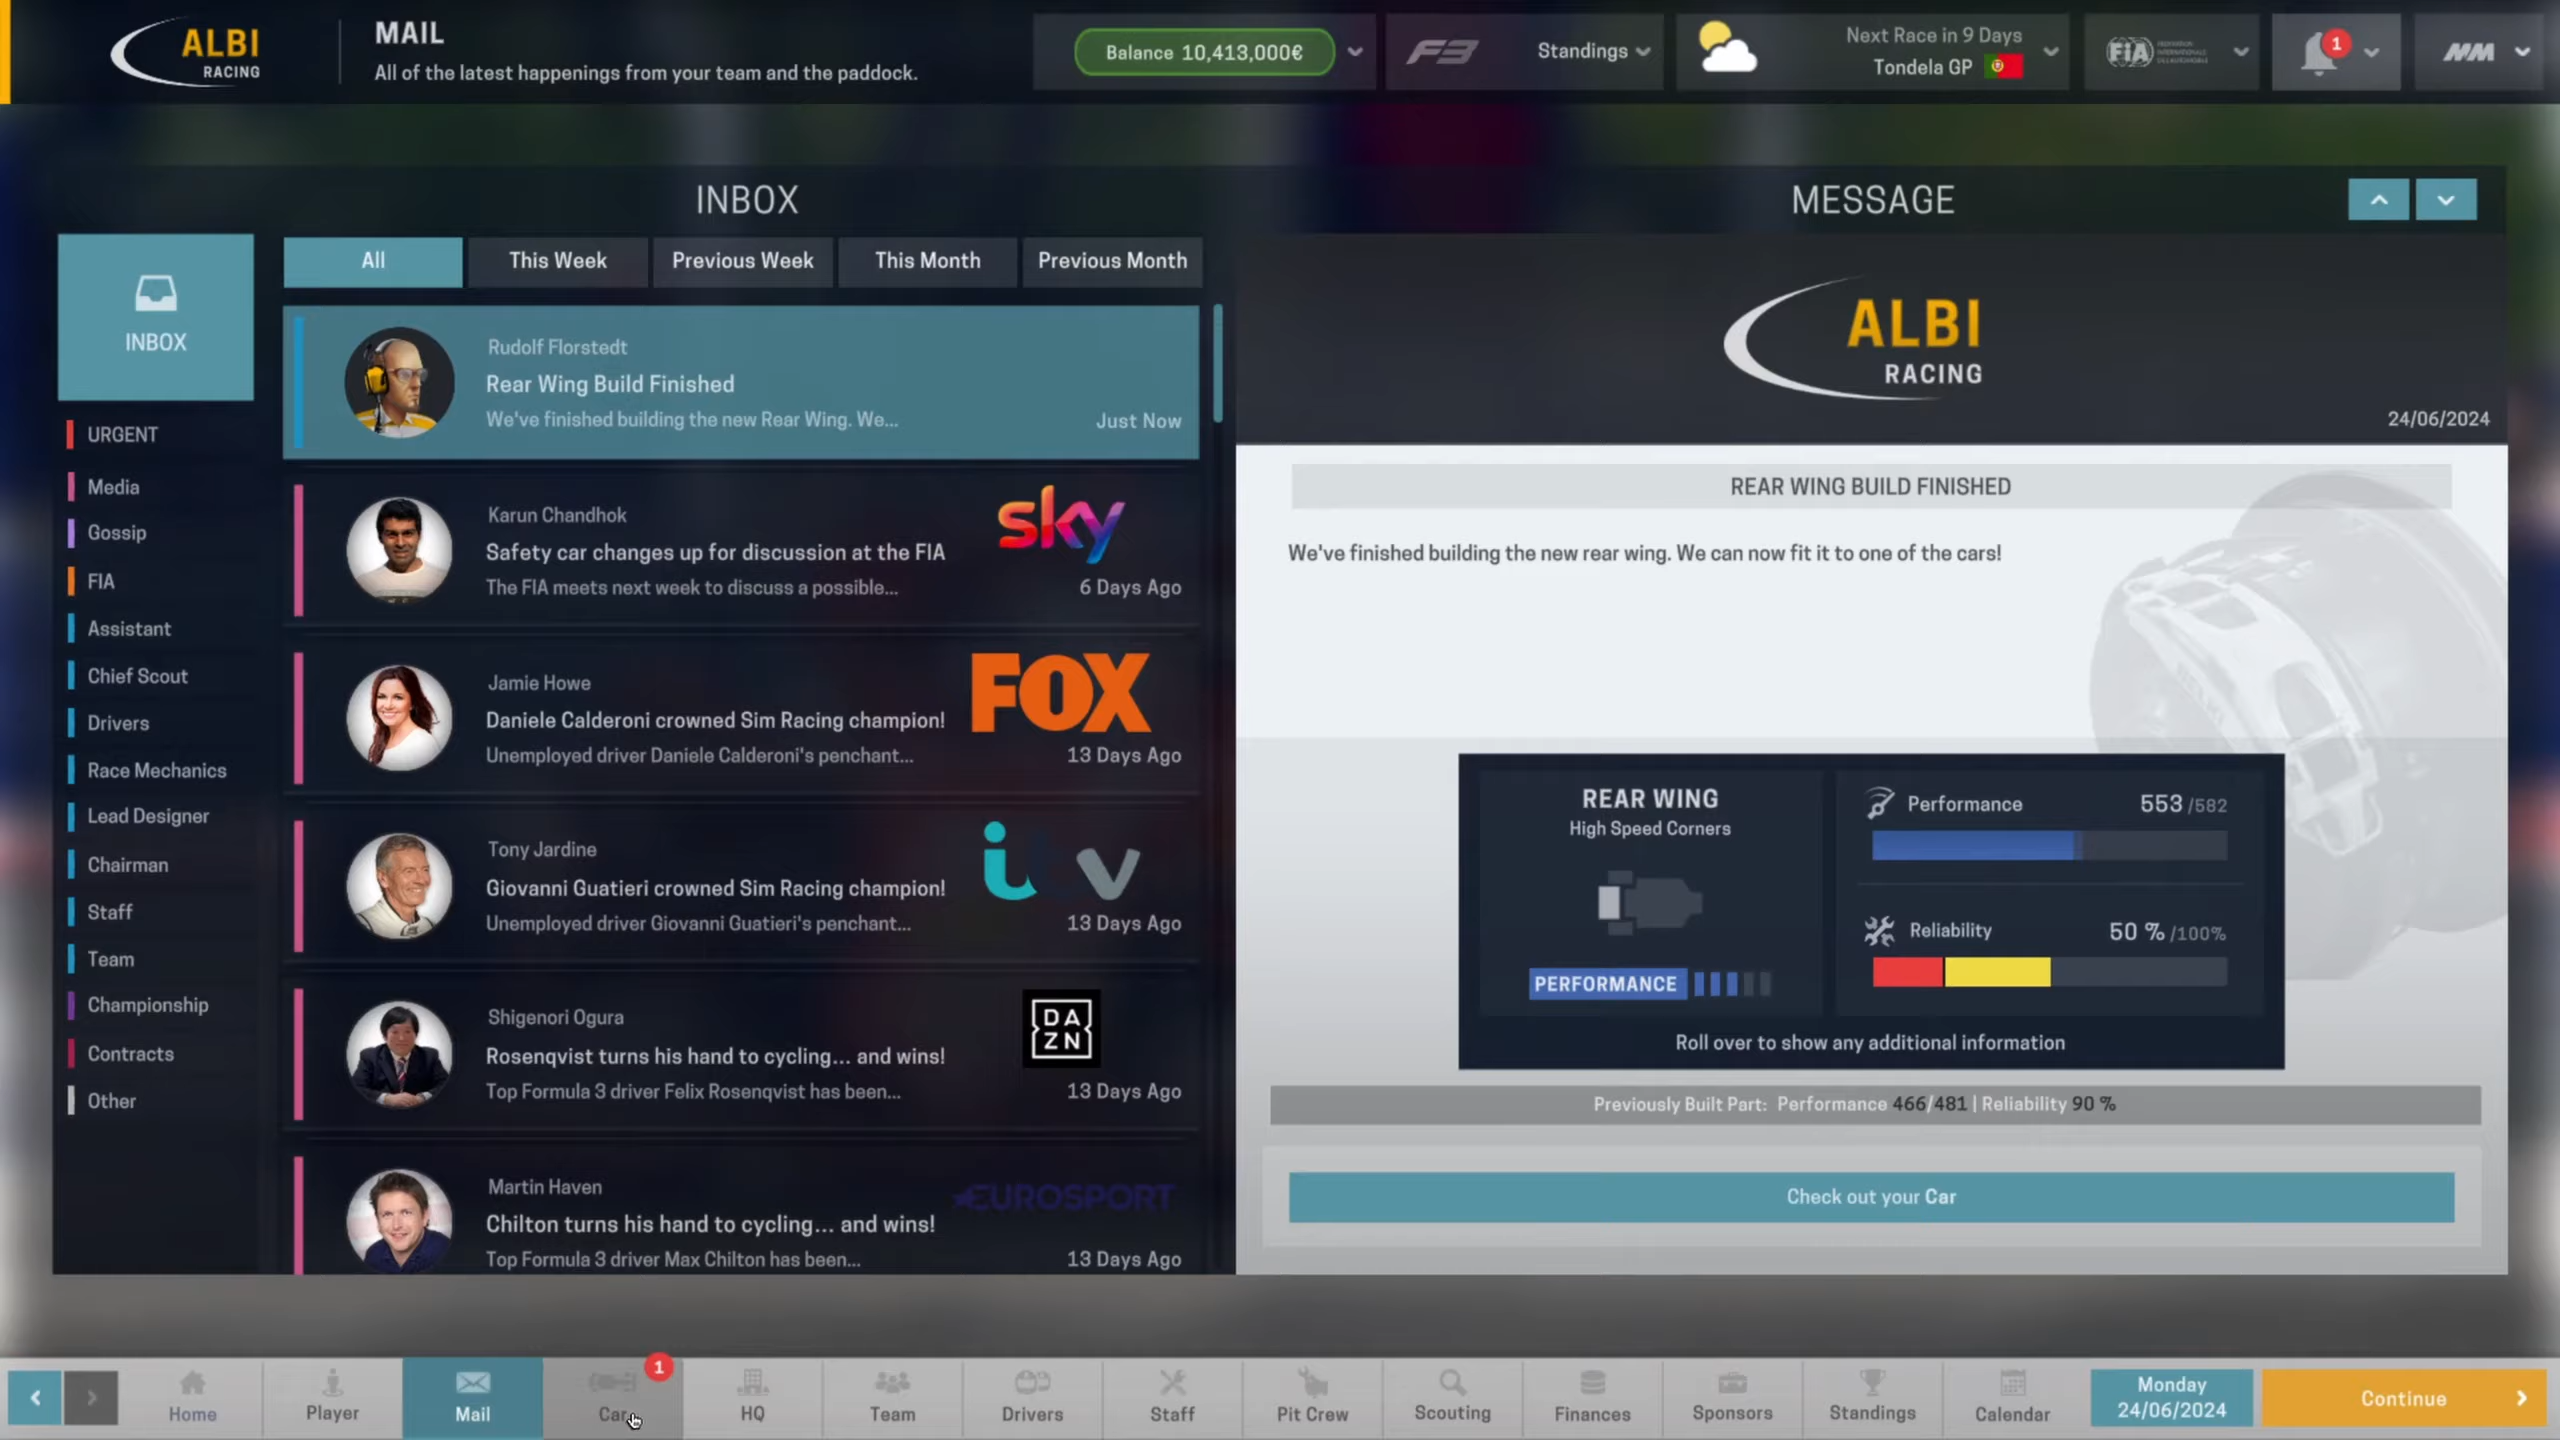 ALBI
RACING
MAIL
All of the latest happenings from your team and the paddock.
Balance 10,413,000€
F3
Standings
Next Race in 9 Days
Tondela GP
FiA
1
MM
INBOX
MESSAGE
INBOX
All
This Week
Previous Week
This Month
Previous Month
URGENT
Media
Gossip
FIA
Assistant
Chief Scout
Drivers
Race Mechanics
Lead Designer
Chairman
Staff
Team
Championship
Contracts
Other
Rudolf Florstedt
Rear Wing Build Finished
We've finished building the new Rear Wing. We...
Just Now
Karun Chandhok
sky
Safety car changes up for discussion at the FIA
The FIA meets next week to discuss a possible...
6 Days Ago
Jamie Howe
FOX
Daniele Calderoni crowned Sim Racing champion!
Unemployed driver Daniele Calderoni's penchant...
13 Days Ago
Tony Jardine
itv
Giovanni Guatieri crowned Sim Racing champion!
Unemployed driver Giovanni Guatieri's penchant...
13 Days Ago
Shigenori Ogura
DA
ZN
Rosenqvist turns his hand to cycling... and wins!
Top Formula 3 driver Felix Rosenqvist has been...
13 Days Ago
Martin Haven
EUROSPORT
Chilton turns his hand to cycling... and wins!
Top Formula 3 driver Max Chilton has been...
13 Days Ago
ALBI
RACING
24/06/2024
REAR WING BUILD FINISHED
We've finished building the new rear wing. We can now fit it to one of the cars!
REAR WING
High Speed Corners
PERFORMANCE
Performance 553 /582
Reliability 50 % /100%
Roll over to show any additional information
Previously Built Part: Performance 466/481 | Reliability 90 %
Check out your Car
Home
Player
Mail
Car
1
HQ
Team
Drivers
Staff
Pit Crew
Scouting
Finances
Sponsors
Standings
Calendar
Monday
24/06/2024
Continue